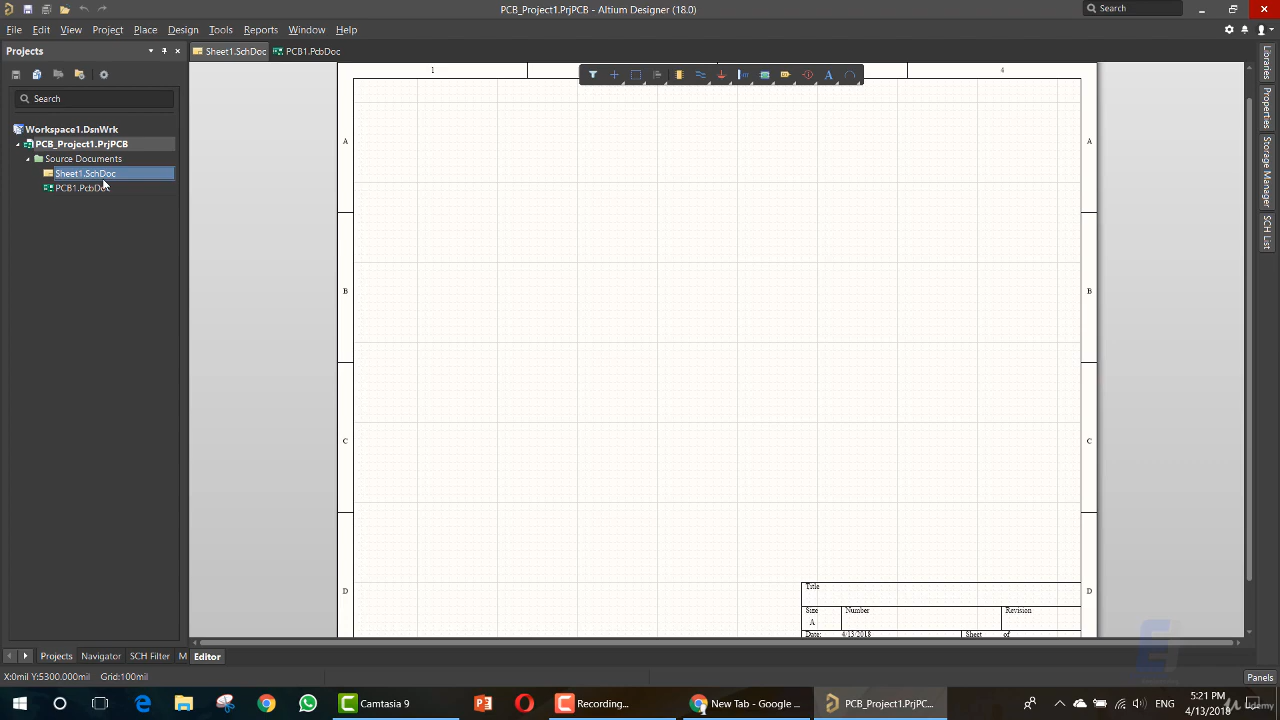 PCB_Project1.PrjPCB - Altium Designer (18.0)
Search
File Edit View Project Place Design Tools Reports Window Help
Projects
Sheet1.SchDoc
PCB1.PcbDoc
Search
Workspace1.DsnWrk
PCB_Project1.PrjPCB
Source Documents
Sheet1.SchDoc
PCB1.PcbDoc
1
4
A
A
B
B
C
C
D
D
Title
Size
Number
Revision
A
Date:
4/13/2018
Sheet
of
Libraries
Properties
Storage Manager
SCH List
Projects
Navigator
SCH Filter
M
Editor
X:0mil Y:5300.000mil Grid:100mil
Panels
Camtasia 9
Recording...
New Tab - Google ...
PCB_Project1.PrjPC...
ENG
5:21 PM
4/13/2018
Udemy